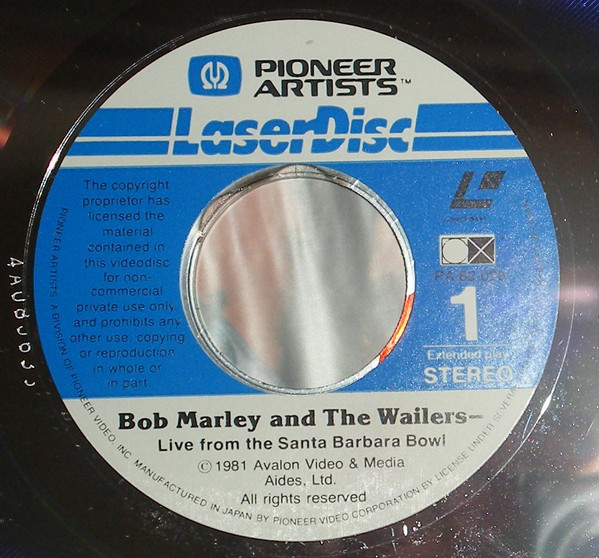 PIONEER
ARTISTS™
LaserDisc
The copyright
proprietor has
licensed the
material
contained in
this videodisc
for non-
commercial
private use only
and prohibits any
other use, copying
or reproduction
in whole or
in part.
1
Extended play
STEREO
Bob Marley and The Wailers—
Live from the Santa Barbara Bowl
© 1981 Avalon Video & Media
Aides, Ltd.
All rights reserved
PIONEER ARTISTS, A DIVISION OF PIONEER VIDEO, INC. MANUFACTURED IN JAPAN BY PIONEER VIDEO CORPORATION BY LICENSE UNDER SEVERAL